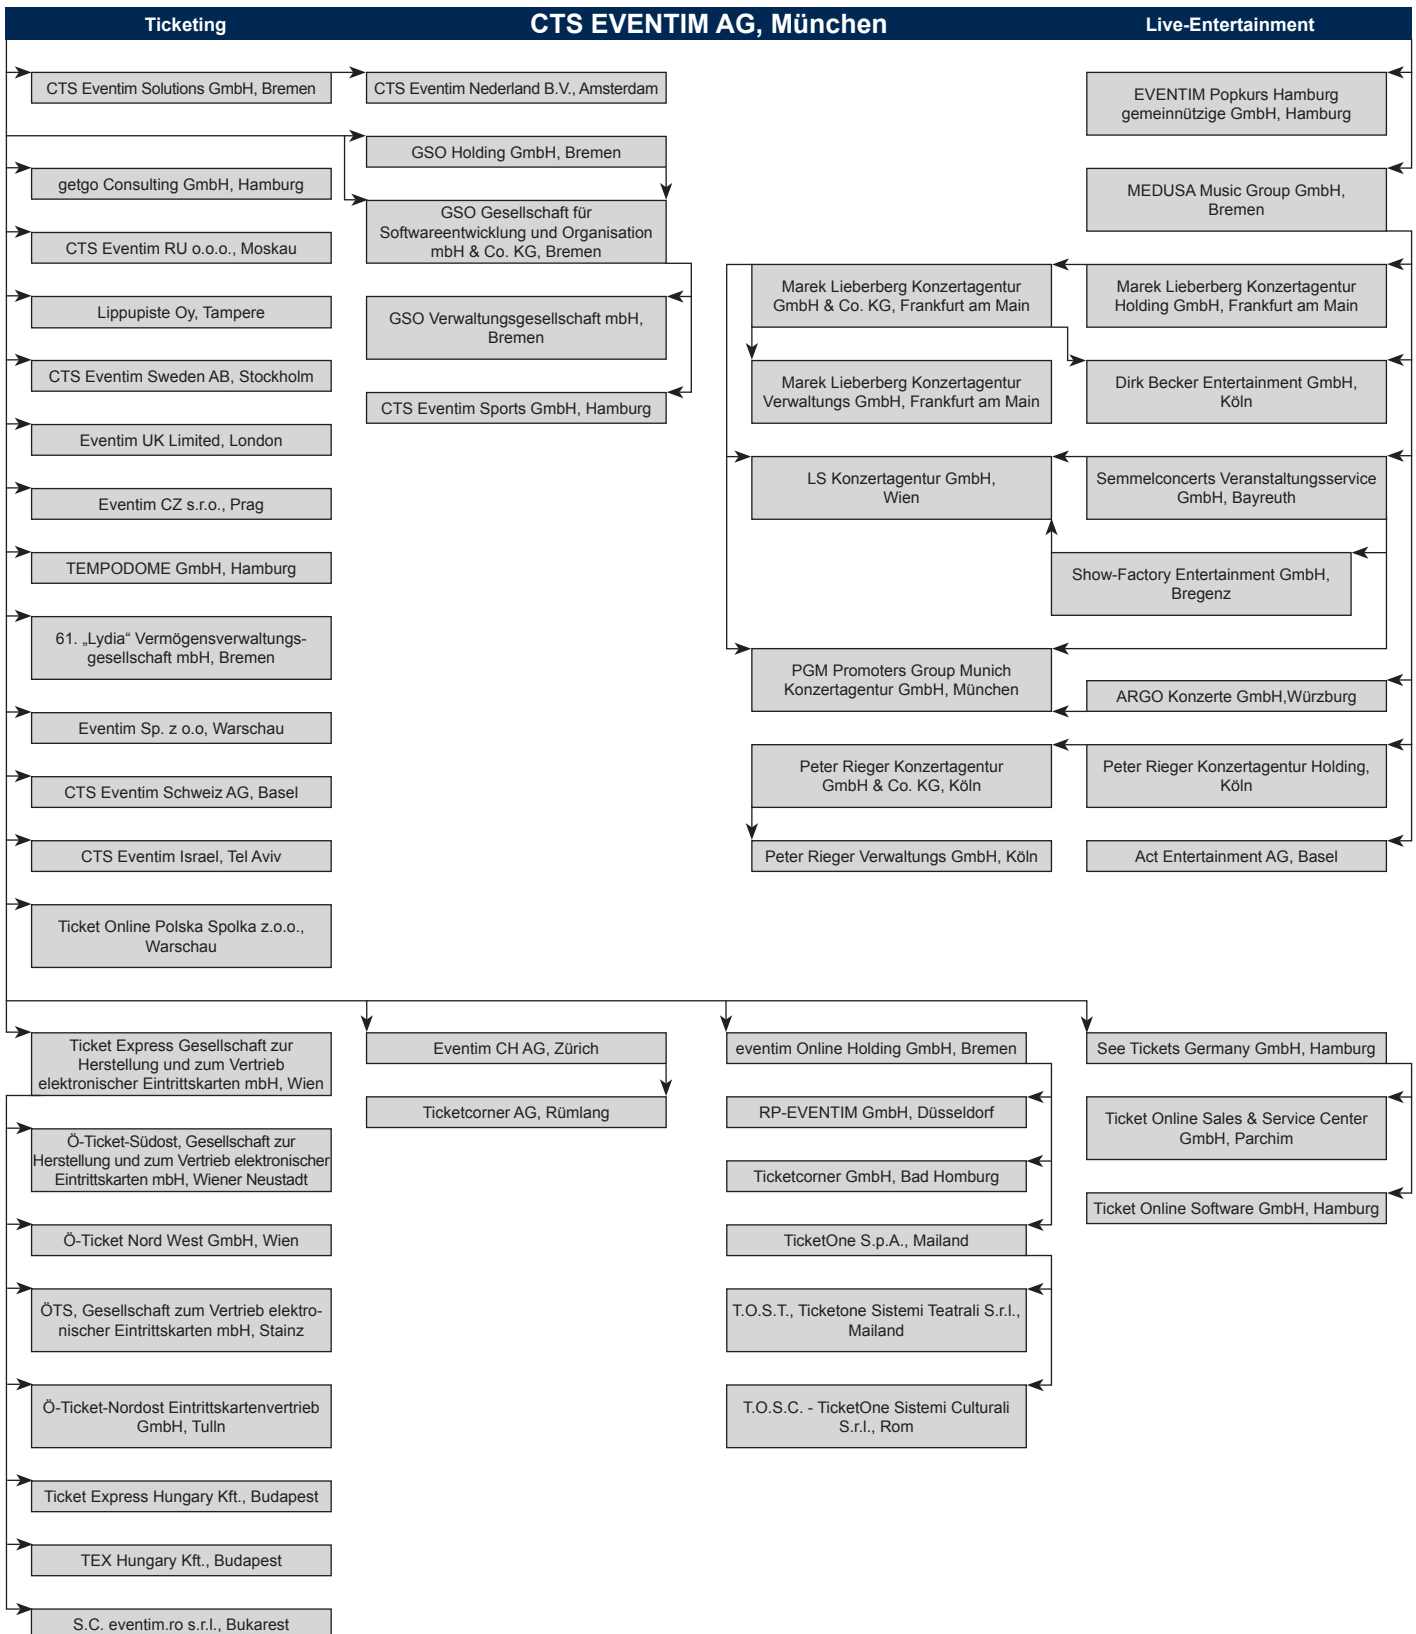 Ticketing
CTS EVENTIM AG, München
Live-Entertainment
CTS Eventim Solutions GmbH, Bremen
CTS Eventim Nederland B.V., Amsterdam
EVENTIM Popkurs Hamburg
gemeinnützige GmbH, Hamburg
GSO Holding GmbH, Bremen
getgo Consulting GmbH, Hamburg
MEDUSA Music Group GmbH,
Bremen
GSO Gesellschaft für
Softwareentwicklung und Organisation
mbH & Co. KG, Bremen
CTS Eventim RU o.o.o., Moskau
Marek Lieberberg Konzertagentur
GmbH & Co. KG, Frankfurt am Main
Marek Lieberberg Konzertagentur
Holding GmbH, Frankfurt am Main
Lippupiste Oy, Tampere
GSO Verwaltungsgesellschaft mbH,
Bremen
CTS Eventim Sweden AB, Stockholm
Marek Lieberberg Konzertagentur
Verwaltungs GmbH, Frankfurt am Main
Dirk Becker Entertainment GmbH,
Köln
CTS Eventim Sports GmbH, Hamburg
Eventim UK Limited, London
LS Konzertagentur GmbH,
Wien
Semmelconcerts Veranstaltungsservice
GmbH, Bayreuth
Eventim CZ s.r.o., Prag
TEMPODOME GmbH, Hamburg
Show-Factory Entertainment GmbH,
Bregenz
61. „Lydia“ Vermögensverwaltungs-
gesellschaft mbH, Bremen
PGM Promoters Group Munich
Konzertagentur GmbH, München
ARGO Konzerte GmbH,Würzburg
Eventim Sp. z o.o, Warschau
Peter Rieger Konzertagentur
GmbH & Co. KG, Köln
Peter Rieger Konzertagentur Holding,
Köln
CTS Eventim Schweiz AG, Basel
CTS Eventim Israel, Tel Aviv
Peter Rieger Verwaltungs GmbH, Köln
Act Entertainment AG, Basel
Ticket Online Polska Spolka z.o.o.,
Warschau
Ticket Express Gesellschaft zur
Herstellung und zum Vertrieb
elektronischer Eintrittskarten mbH, Wien
Eventim CH AG, Zürich
eventim Online Holding GmbH, Bremen
See Tickets Germany GmbH, Hamburg
Ticketcorner AG, Rümlang
RP-EVENTIM GmbH, Düsseldorf
Ticket Online Sales & Service Center
GmbH, Parchim
Ö-Ticket-Südost, Gesellschaft zur
Herstellung und zum Vertrieb elektronischer
Eintrittskarten mbH, Wiener Neustadt
Ticketcorner GmbH, Bad Homburg
Ticket Online Software GmbH, Hamburg
Ö-Ticket Nord West GmbH, Wien
TicketOne S.p.A., Mailand
ÖTS, Gesellschaft zum Vertrieb elektro-
nischer Eintrittskarten mbH, Stainz
T.O.S.T., Ticketone Sistemi Teatrali S.r.l.,
Mailand
Ö-Ticket-Nordost Eintrittskartenvertrieb
GmbH, Tulln
T.O.S.C. - TicketOne Sistemi Culturali
S.r.l., Rom
Ticket Express Hungary Kft., Budapest
TEX Hungary Kft., Budapest
S.C. eventim.ro s.r.l., Bukarest